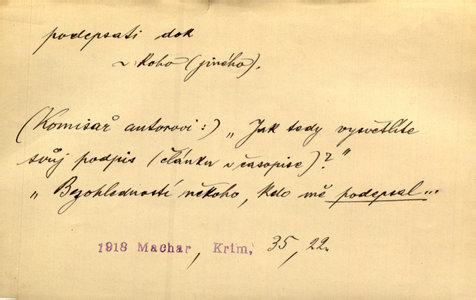 podepsati dok
koho (jiného).
(Komisař autorovi:) „Jak tedy vysvětlíte
svůj podpis (článku v časopise)?"
„Bezohledností někoho, kdo mě podepsal..."
1918 Machar, Krim, 35, 22.